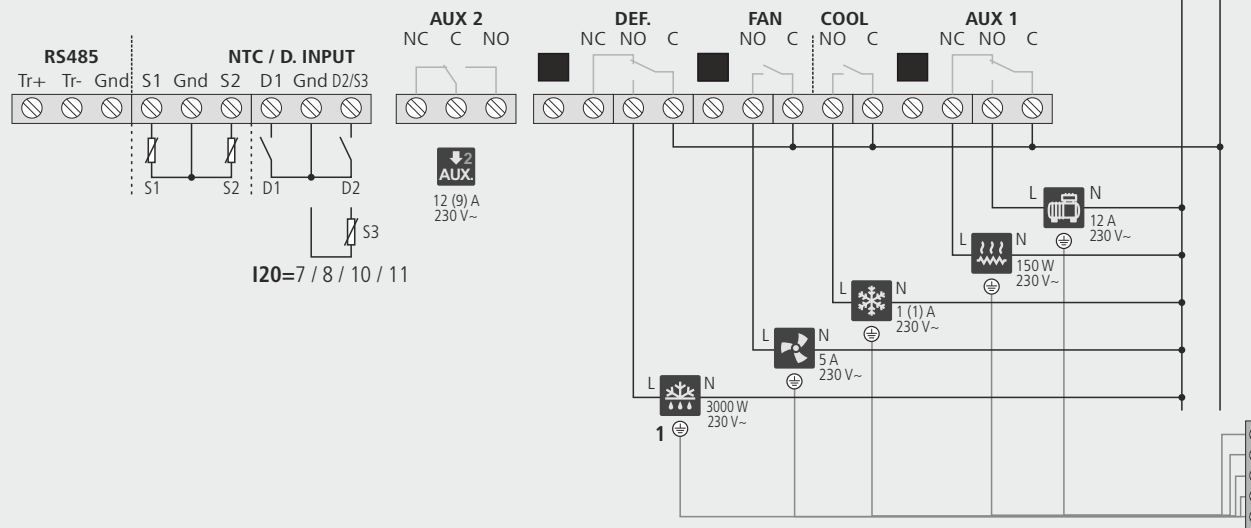 AUX 2 DEF. FAN COOL AUX 1
NC C NO NC NO C NO C NO C NC NO C
RS485 NTC / D. INPUT
Tr+ Tr- Gnd S1 Gnd S2 D1 Gnd D2/S3
S1 S2 D1 D2
2
AUX.
12 (9) A
230 V~
S3
I20=7 / 8 / 10 / 11
L N
12 A
230 V~
L N
150 W
230 V~
L N
1 (1) A
230 V~
L N
5 A
230 V~
L N
3000 W
230 V~
1